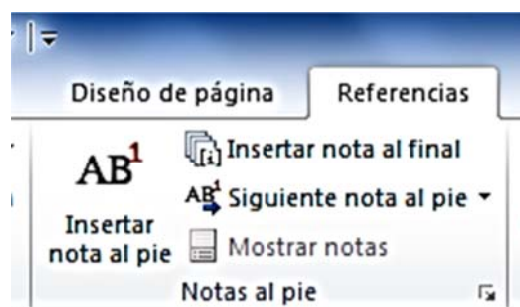 Diseño de página Referencias
AB1
Insertar
nota al pie
[i] Insertar nota al final
AB1 Siguiente nota al pie
Mostrar notas
Notas al pie